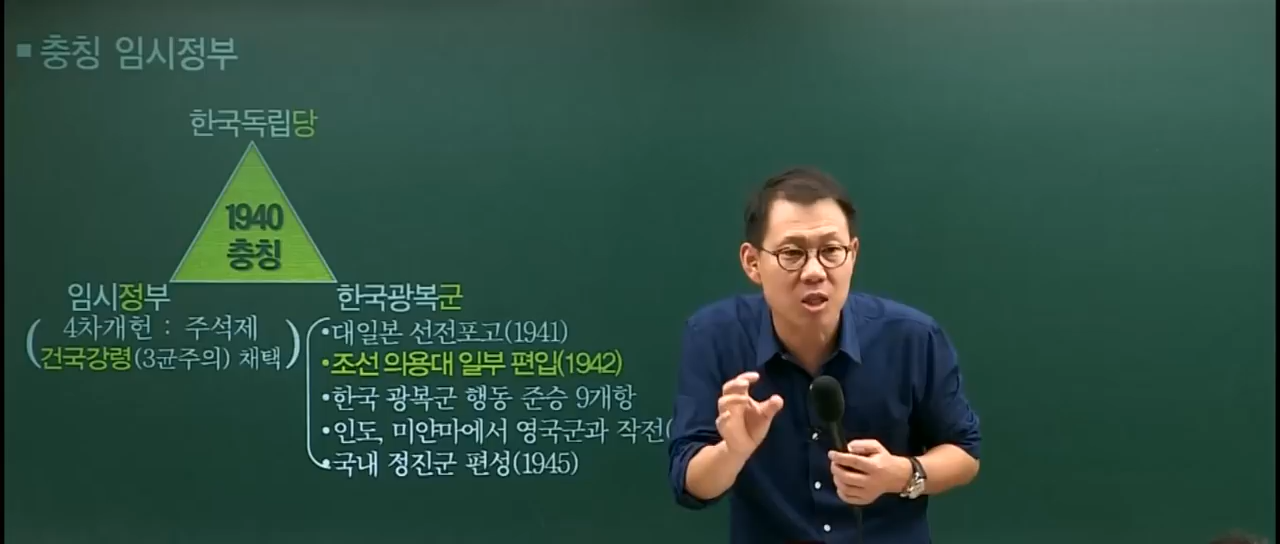 ▪ 충칭 임시정부
한국독립당
1940
충칭
임시정부
(4차개헌 : 주석제
건국강령(3균주의) 채택)
한국광복군
•대일본 선전포고(1941)
•조선 의용대 일부 편입(1942)
•한국 광복군 행동 준승 9개항
•인도, 미얀마에서 영국군과 작전(
•국내 정진군 편성(1945)